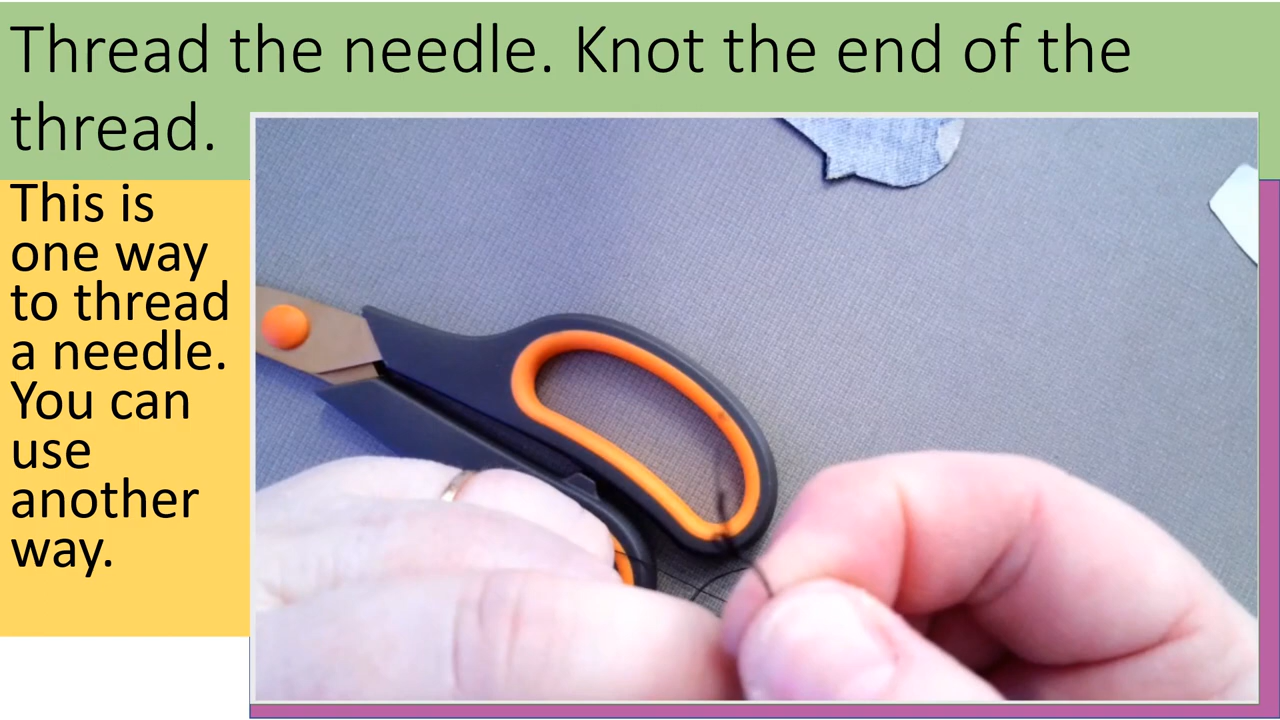 Thread the needle. Knot the end of the
thread.
This is
one way
to thread
a needle.
You can
use
another
way.